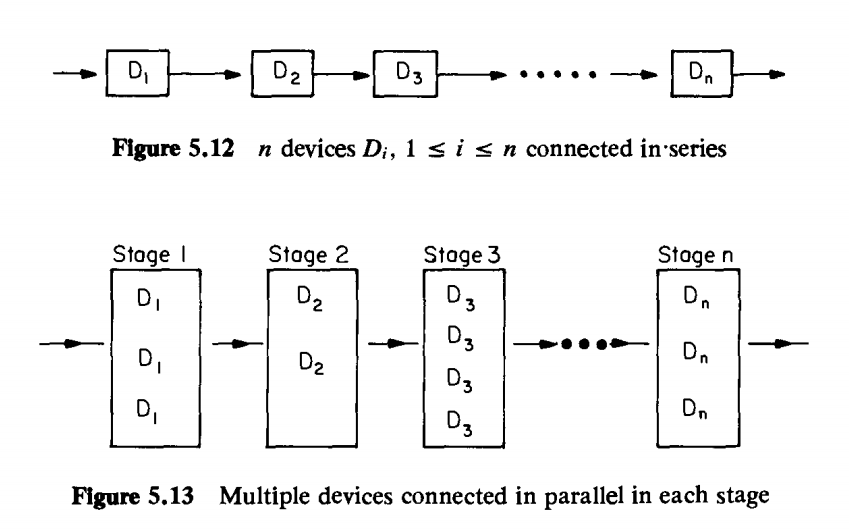 D₁ D₂ D₃ Dₙ
Figure 5.12 n devices Dᵢ, 1 ≤ i ≤ n connected in·series
Stage 1 Stage 2 Stage 3 Stage n
D₁ D₂ D₃ Dₙ
D₃
D₁ D₂ Dₙ
D₃
D₁ Dₙ
D₃
Figure 5.13 Multiple devices connected in parallel in each stage